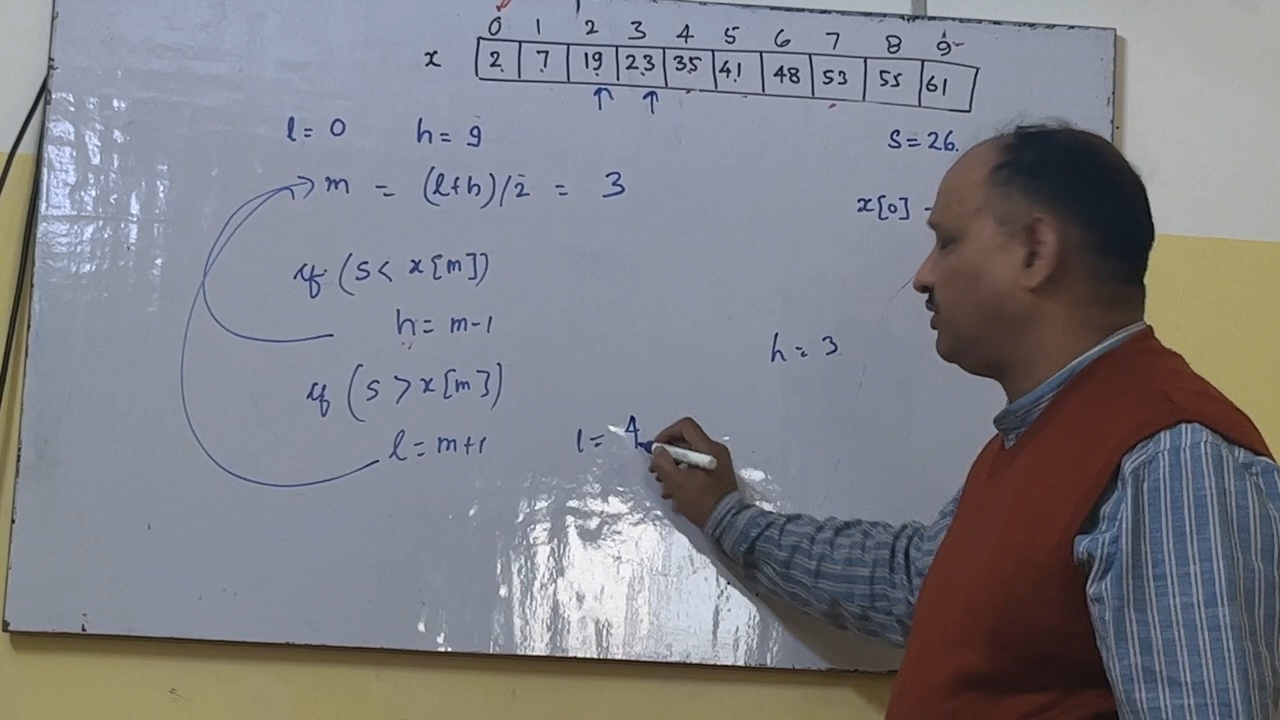 0 1 2 3 4 5 6 7 8 9
x 2 7 19 23 35 41 48 53 55 61
l = 0 h = 9
S = 26.
m = (l+h)/2 = 3
x[0] -
if (s < x[m])
h = m-1
h = 3
if (s > x[m])
l = m+1 l = 4